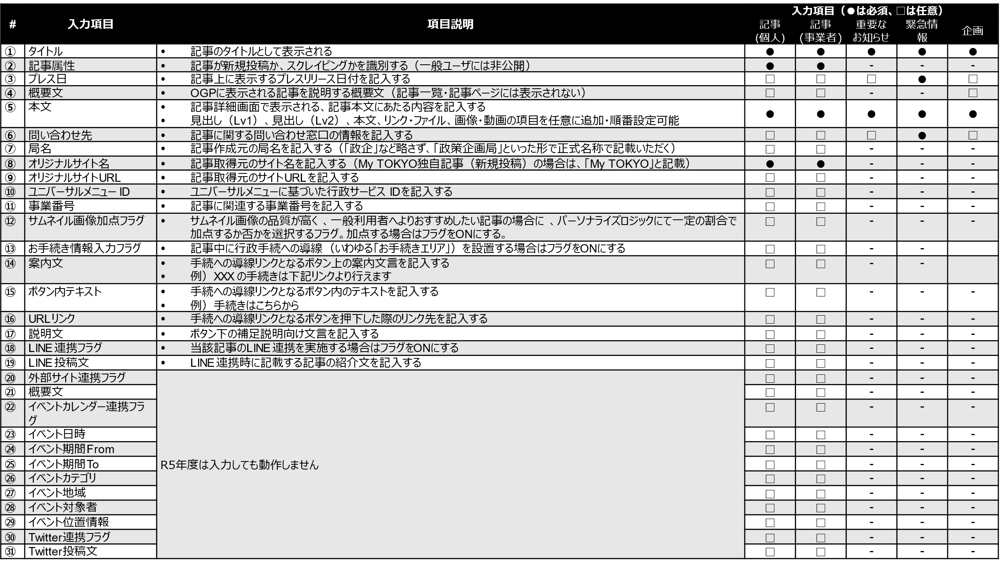 # 入力項目 項目説明 入力項目（●は必須、□は任意）
記事 記事 重要な 緊急情 企画
(個人) (事業者) お知らせ 報
① タイトル • 記事のタイトルとして表示される ● ● ● ● ●
② 記事属性 • 記事が新規投稿か、スクレイピングかを識別する（一般ユーザには非公開） ● ● - - -
③ プレス日 • 記事上に表示するプレスリリース日付を記入する □ □ □ ● □
④ 概要文 • OGPに表示される記事を説明する概要文（記事一覧・記事ページには表示されない） □ □ - - □
⑤ 本文 • 記事詳細画面で表示される、記事本文にあたる内容を記入する
• 見出し（Lv1）、見出し（Lv2）、本文、リンク・ファイル、画像・動画の項目を任意に追加・順番設定可能 ● ● ● ● ●
⑥ 問い合わせ先 • 記事に関する問い合わせ窓口の情報を記入する □ □ □ ● □
⑦ 局名 • 記事作成元の局名を記入する（「政企」など略さず、「政策企画局」といった形で正式名称で記載いただく） □ □ - - -
⑧ オリジナルサイト名 • 記事取得元のサイト名を記入する（My TOKYO独自記事（新規投稿）の場合は、「My TOKYO」と記載） ● ● - - -
⑨ オリジナルサイトURL • 記事取得元のサイトURLを記入する □ □ - - -
⑩ ユニバーサルメニューID • ユニバーサルメニューに基づいた行政サービス IDを記入する □ □ - - -
⑪ 事業番号 • 記事に関連する事業番号を記入する □ □ - - -
⑫ サムネイル画像加点フラグ • サムネイル画像の品質が高く、一般利用者へよりおすすめしたい記事の場合に、パーソナライズロジックにて一定の割合で □ □ - - -
加点するか否かを選択するフラグ。加点する場合はフラグをONにする。
⑬ お手続き情報入力フラグ • 記事中に行政手続への導線（いわゆる「お手続きエリア」）を設置する場合はフラグをONにする □ □ - -
⑭ 案内文 • 手続への導線リンクとなるボタン上の案内文言を記入する □ □ - -
• 例）XXXの手続きは下記リンクより行えます
⑮ ボタン内テキスト • 手続への導線リンクとなるボタン内のテキストを記入する □ □ - - -
• 例）手続きはこちらから
⑯ URLリンク • 手続への導線リンクとなるボタンを押下した際のリンク先を記入する □ □ - - -
⑰ 説明文 • ボタン下の補足説明向け文言を記入する □ □ - - -
⑱ LINE連携フラグ • 当該記事のLINE連携を実施する場合はフラグをONにする □ □ - - -
⑲ LINE投稿文 • LINE連携時に記載する記事の紹介文を記入する □ □ - - -
⑳ 外部サイト連携フラグ □ □ - - -
㉑ 概要文 □ □ - - -
㉒ イベントカレンダー連携フラ □ □ - - -
グ
㉓ イベント日時 □ □ - - -
㉔ イベント期間From □ □ - - -
㉕ イベント期間To R5年度は入力しても動作しません □ □ - - -
㉖ イベントカテゴリ □ □ - - -
㉗ イベント地域 □ □ - - -
㉘ イベント対象者 □ □ - - -
㉙ イベント位置情報 □ □ - - -
㉚ Twitter連携フラグ □ □ - - -
㉛ Twitter投稿文 □ □ - - -